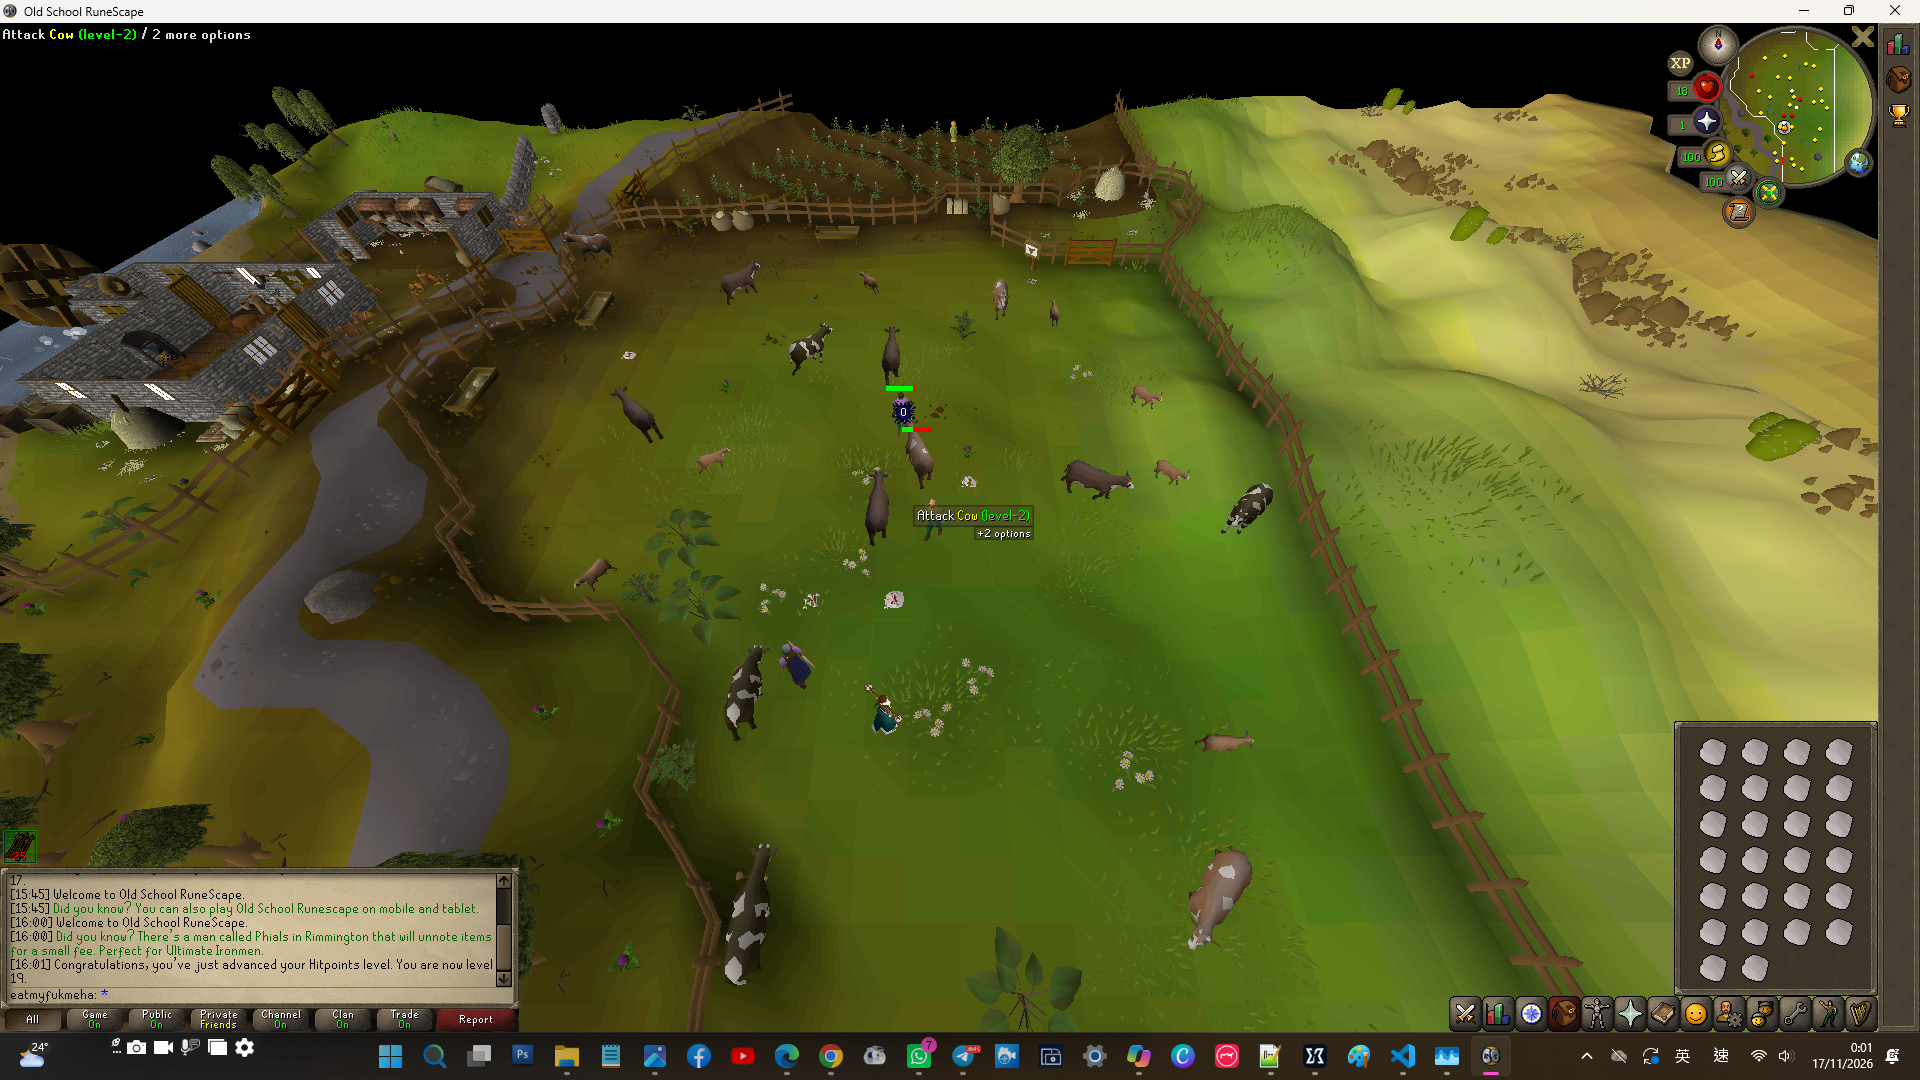 Old School RuneScape
Attack Cow (level-2) / 2 more options
N
XP
18
1
100
100
0
Attack Cow (level-2)
+2 options
17.
[15:45] Welcome to Old School RuneScape.
[15:45] Did you know? You can also play Old School Runescape on mobile and tablet.
[16:00] Welcome to Old School RuneScape.
[16:00] Did you know? There's a man called Phials in Rimmington that will unnote items
for a small fee. Perfect for Ultimate Ironmen.
[16:01] Congratulations, you've just advanced your Hitpoints level. You are now level
19.
eatmyfukmeha: *
All
Game
On
Public
On
Private
Friends
Channel
On
Clan
On
Trade
On
Report
24°
Ps
7
英
速
0:01
17/11/2026